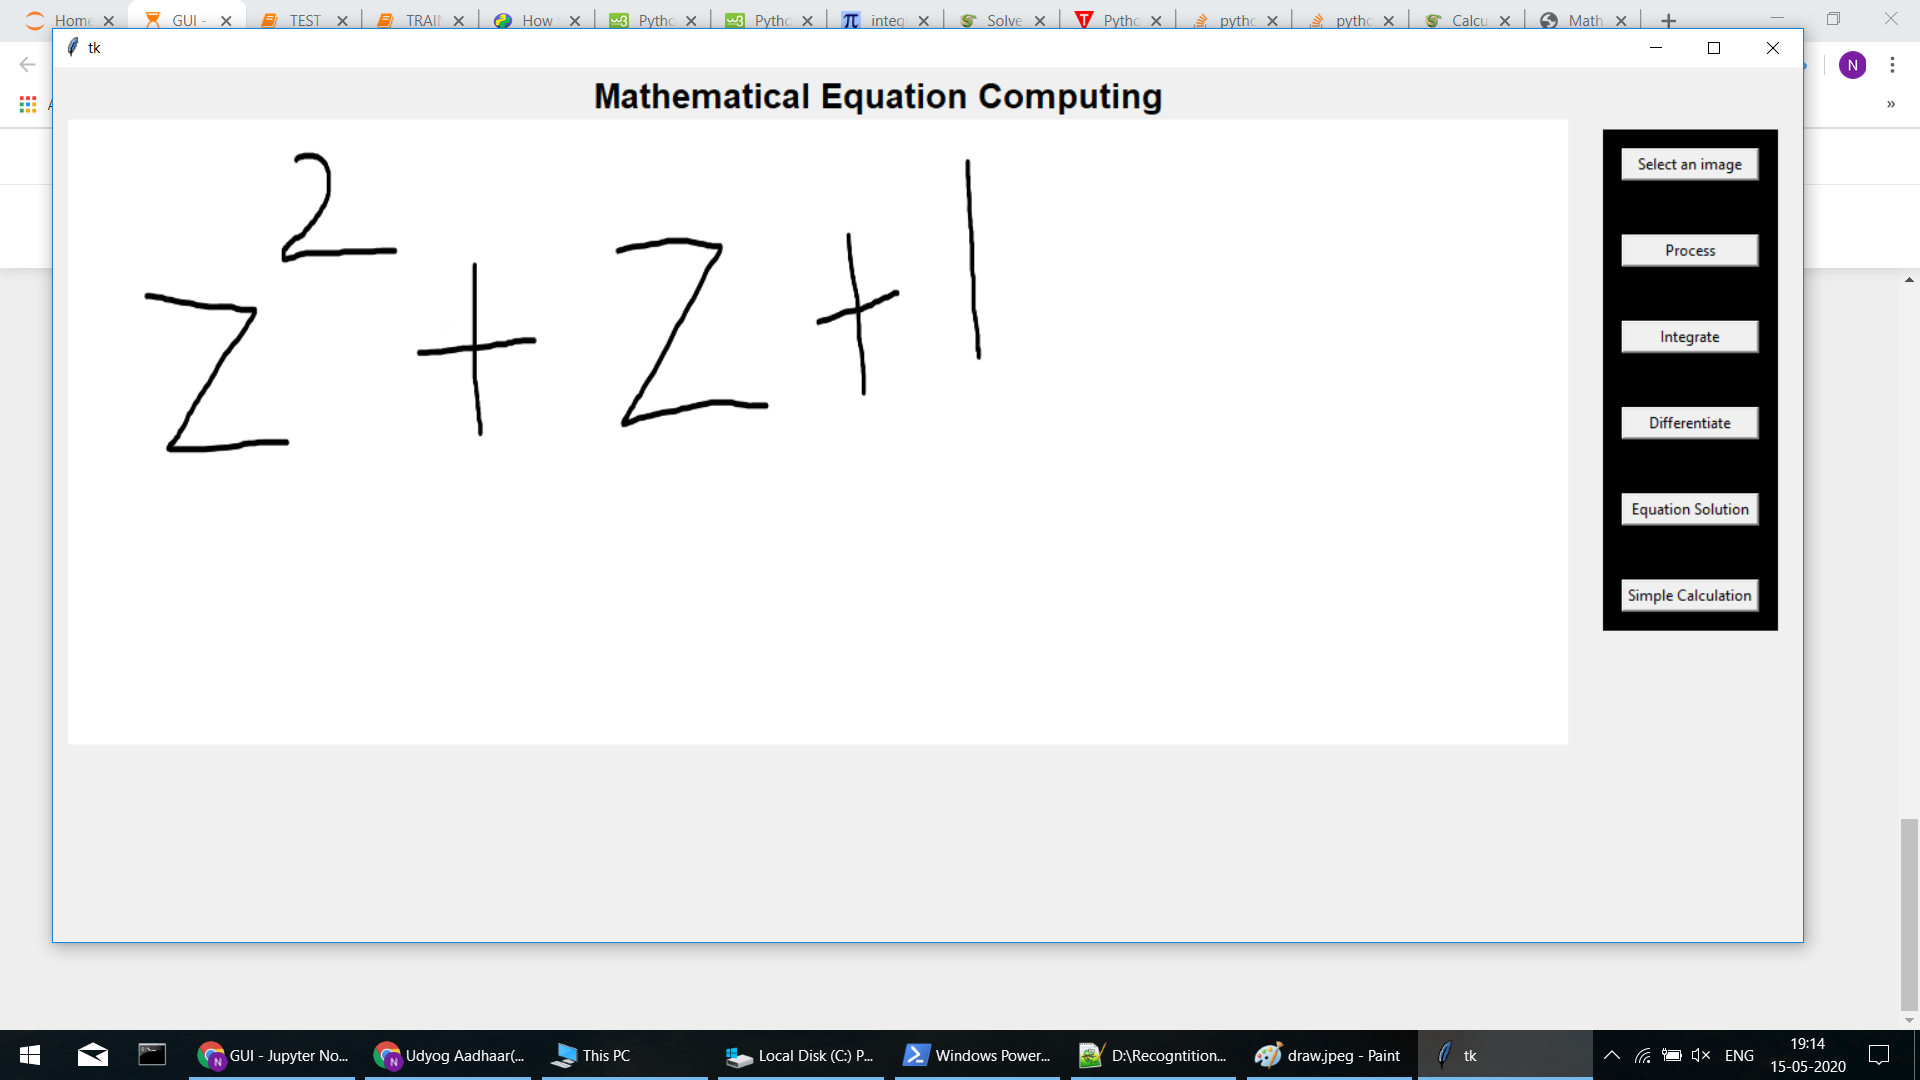 Home GUI - TEST TRAIN How Pytho Pytho integ Solve Pytho pytho pytho Calcu Math
tk
N
Mathematical Equation Computing
z² + z + 1
Select an image
Process
Integrate
Differentiate
Equation Solution
Simple Calculation
GUI - Jupyter No... Udyog Aadhaar(... This PC Local Disk (C:) P... Windows Power... D:\Recogntition... draw.jpeg - Paint tk ENG 19:14
15-05-2020